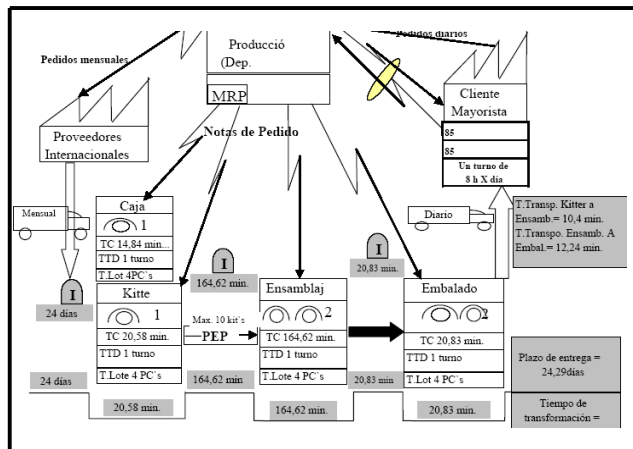 Pedidos mensuales
Producció
(Dep.
MRP
Pedidos diarios
Cliente
Mayorista
85
85
Un turno de
8 h X dia
Proveedores
Internacionales
Notas de Pedido
Mensual
Diario
Caja
1
TC 14,84 min...
TTD 1 turno
T.Lot 4PC`s
T.Transp. Kitter a
Ensamb.= 10,4 min.
T.Transpo. Ensamb. A
Embal.= 12,24 min.
I
24 días
Kitte
1
TC 20,58 min.
TTD 1 turno
T.Lote 4 PC`s
I
164,62 min.
Max. 10 kit`s
PEP
Ensamblaj
2
TC 164,62 min.
TTD 1 turno
T.Lote 4 PC`s
I
20,83 min.
Embalado
2
TC 20,83 min.
TTD 1 turno
T.Lot 4 PC`s
24 días
20,58 min.
164,62 min
164,62 min.
20,83 min
20,83 min.
Plazo de entrega =
24,29días
Tiempo de
transformación =